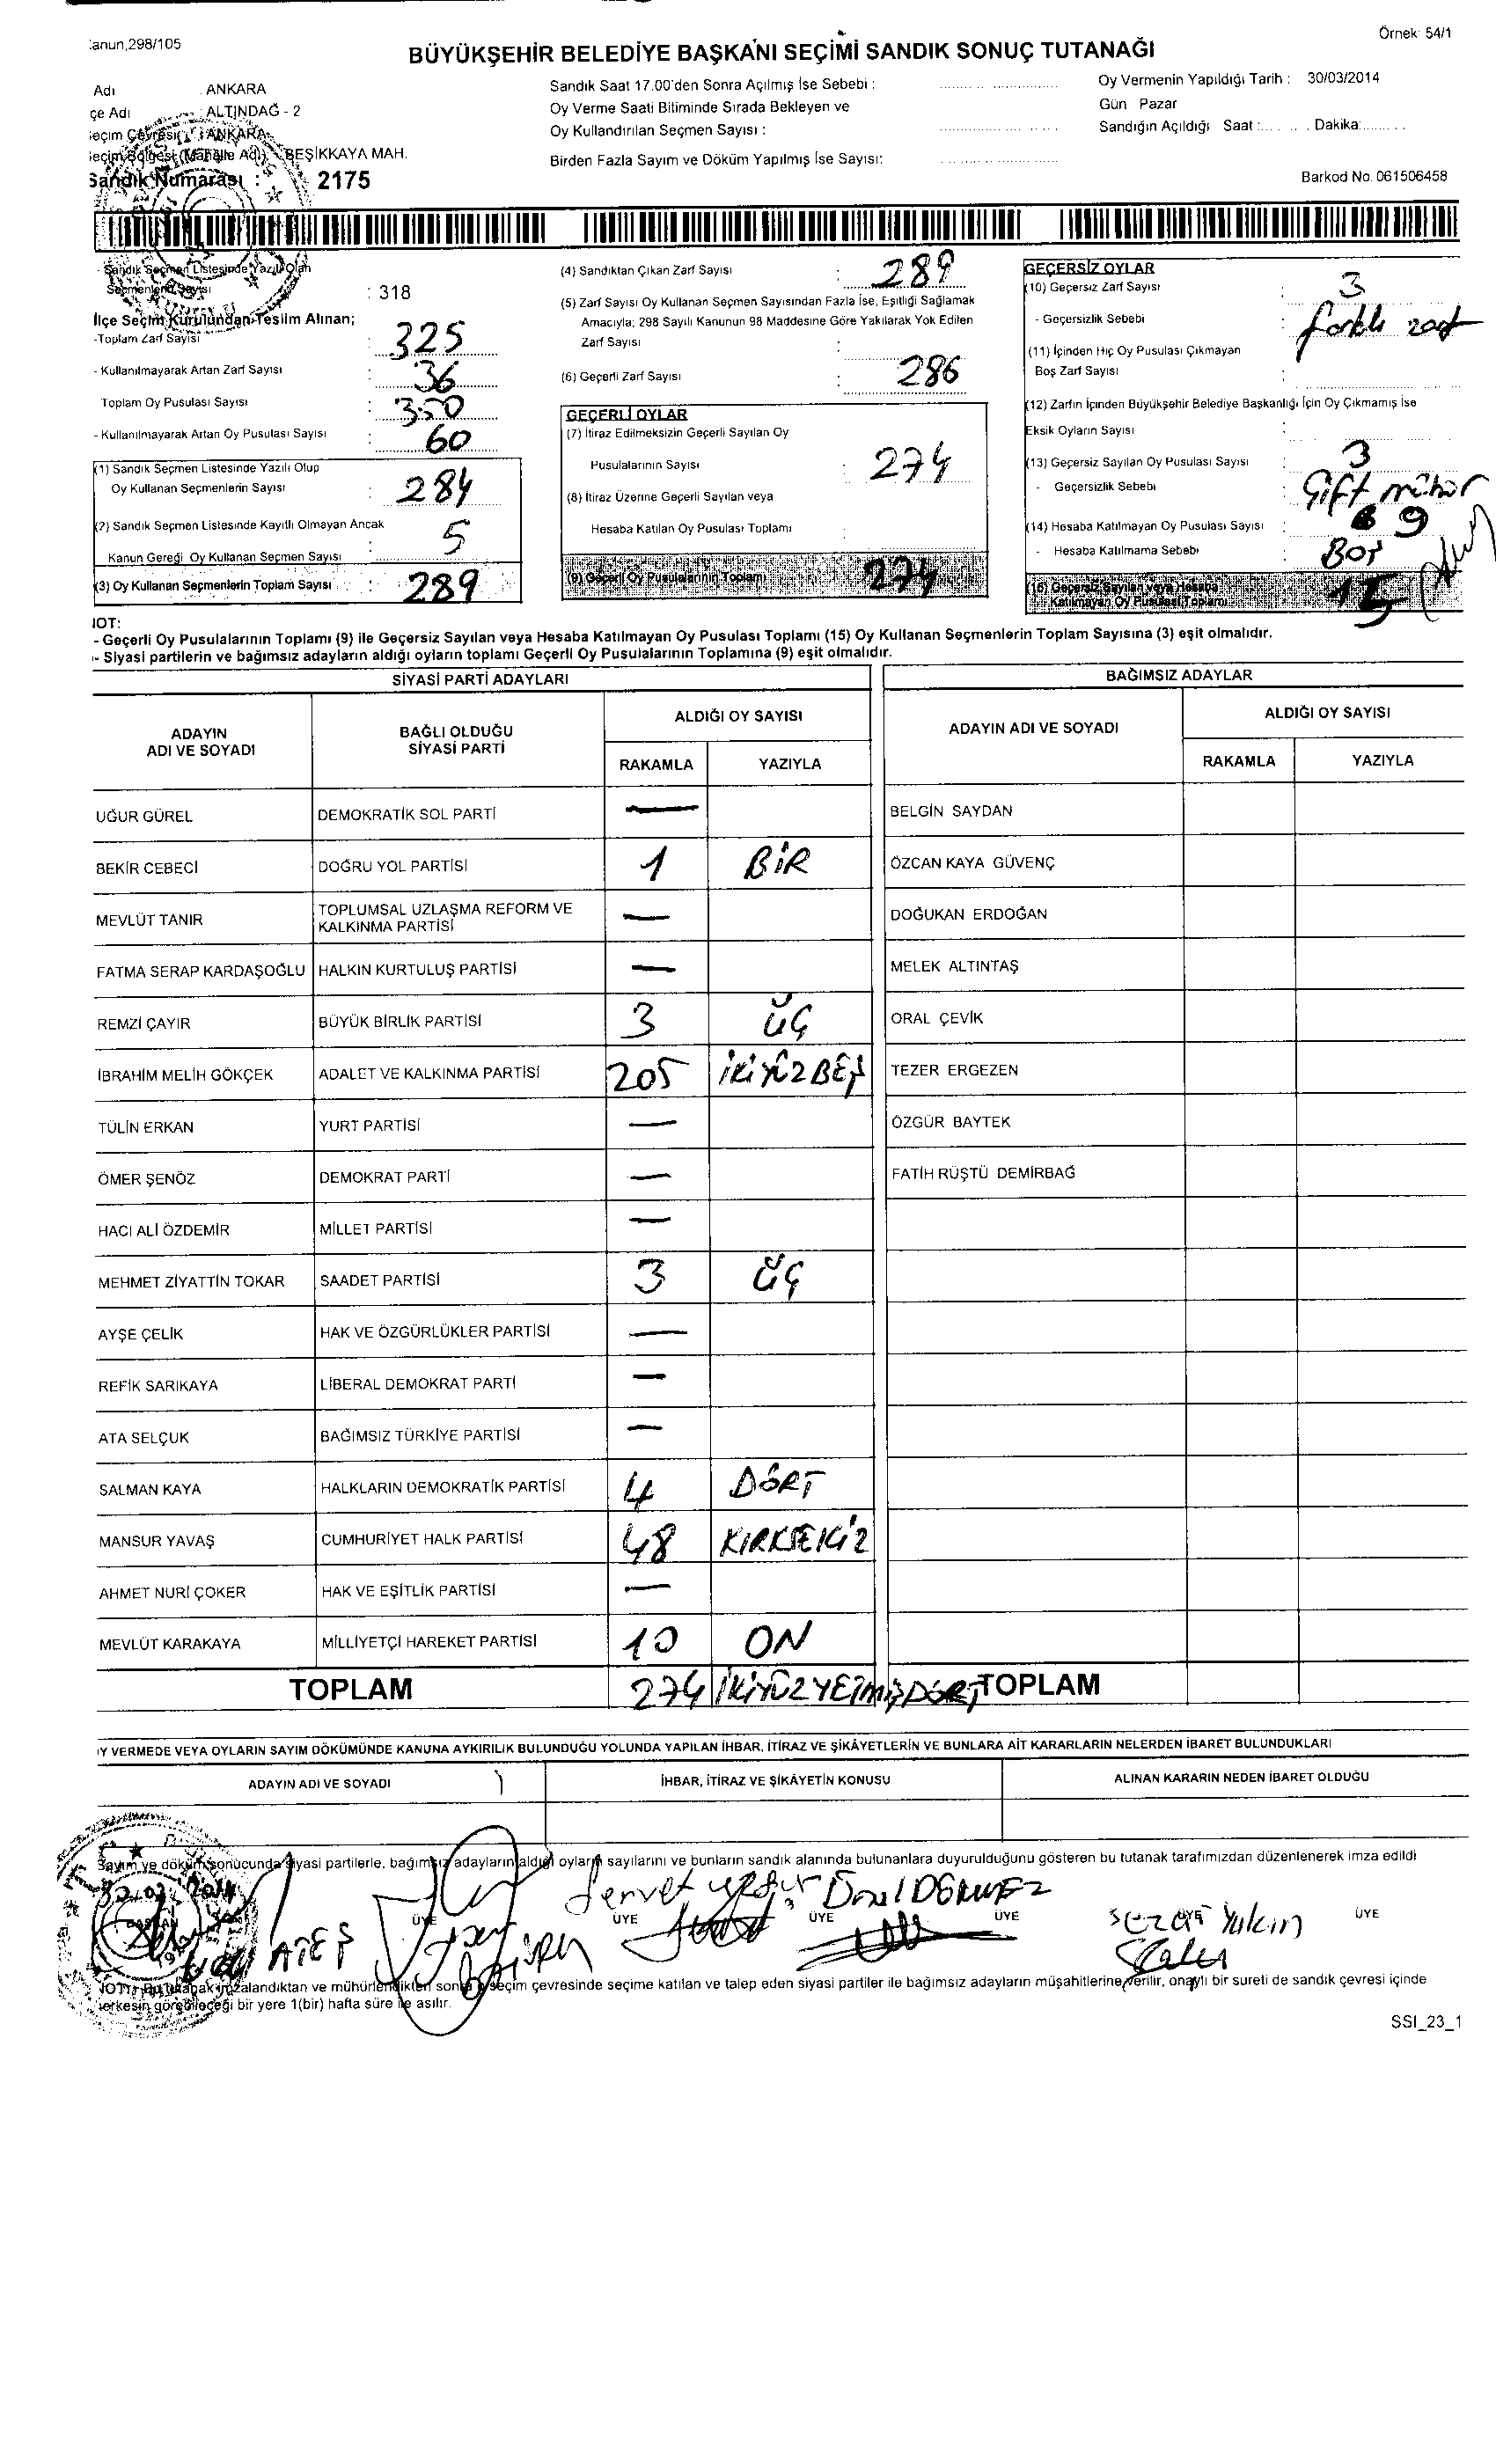 Örnek: 54/1
BÜYÜKŞEHİR BELEDİYE BAŞKANI SEÇİMİ SANDIK SONUÇ TUTANAĞI
Adı : ANKARA
çe Adı : ALTINDAĞ - 2
eçim Çevresi : ANKARA
eçim Bölgesi (Mahalle Adı) : BEŞİKKAYA MAH.
Sandık Numarası : 2175
Sandık Saat 17.00'den Sonra Açılmış İse Sebebi :
Oy Verme Saati Bitiminde Sırada Bekleyen ve
Oy Kullandırılan Seçmen Sayısı :
Birden Fazla Sayım ve Döküm Yapılmış İse Sayısı:
Oy Vermenin Yapıldığı Tarih : 30/03/2014
Gün Pazar
Sandığın Açıldığı Saat :........ Dakika:........
Barkod No. 061506458
- Sandık Seçmen Listesinde Yazılı Olan
Seçmenlerin Sayısı : 318
İlçe Seçim Kurulundan Teslim Alınan;
-Toplam Zarf Sayısı : 325
- Kullanılmayarak Artan Zarf Sayısı : 36
Toplam Oy Pusulası Sayısı : 350
- Kullanılmayarak Artan Oy Pusulası Sayısı : 60
(1) Sandık Seçmen Listesinde Yazılı Olup
Oy Kullanan Seçmenlerin Sayısı : 284
(2) Sandık Seçmen Listesinde Kayıtlı Olmayan Ancak
Kanun Gereği Oy Kullanan Seçmen Sayısı : 5
(3) Oy Kullanan Seçmenlerin Toplam Sayısı : 289
(4) Sandıktan Çıkan Zarf Sayısı : 289
(5) Zarf Sayısı Oy Kullanan Seçmen Sayısından Fazla İse, Eşitliği Sağlamak
Amacıyla; 298 Sayılı Kanunun 98 Maddesine Göre Yakılarak Yok Edilen
Zarf Sayısı :
(6) Geçerli Zarf Sayısı : 286
GEÇERLİ OYLAR
(7) İtiraz Edilmeksizin Geçerli Sayılan Oy
Pusulalarının Sayısı : 274
(8) İtiraz Üzerine Geçerli Sayılan veya
Hesaba Katılan Oy Pusulası Toplamı :
(9) Geçerli Oy Pusulalarının Toplamı 274
GEÇERSİZ OYLAR
(10) Geçersiz Zarf Sayısı : 3
- Geçersizlik Sebebi : farklı zarf
(11) İçinden Hiç Oy Pusulası Çıkmayan
Boş Zarf Sayısı :
(12) Zarfın İçinden Büyükşehir Belediye Başkanlığı İçin Oy Çıkmamış İse
Eksik Oyların Sayısı :
(13) Geçersiz Sayılan Oy Pusulası Sayısı : 3
- Geçersizlik Sebebi : Çift mühür
(14) Hesaba Katılmayan Oy Pusulası Sayısı : 9
- Hesaba Katılmama Sebebi : Boş
Geçersiz Sayılan veya Hesaba
Katılmayan Oy Pusulası Toplamı 15
NOT:
- Geçerli Oy Pusulalarının Toplamı (9) ile Geçersiz Sayılan veya Hesaba Katılmayan Oy Pusulası Toplamı (15) Oy Kullanan Seçmenlerin Toplam Sayısına (3) eşit olmalıdır.
- Siyasi partilerin ve bağımsız adayların aldığı oyların toplamı Geçerli Oy Pusulalarının Toplamına (9) eşit olmalıdır.
SİYASİ PARTİ ADAYLARI
ADAYIN ADI VE SOYADI BAĞLI OLDUĞU SİYASİ PARTİ ALDIĞI OY SAYISI
RAKAMLA YAZIYLA
UĞUR GÜREL DEMOKRATİK SOL PARTİ —
BEKİR CEBECİ DOĞRU YOL PARTİSİ 1 BİR
MEVLÜT TANIR TOPLUMSAL UZLAŞMA REFORM VE KALKINMA PARTİSİ —
FATMA SERAP KARDAŞOĞLU HALKIN KURTULUŞ PARTİSİ —
REMZİ ÇAYIR BÜYÜK BİRLİK PARTİSİ 3 ÜÇ
İBRAHİM MELİH GÖKÇEK ADALET VE KALKINMA PARTİSİ 205 İKİYÜZBEŞ
TÜLİN ERKAN YURT PARTİSİ —
ÖMER ŞENÖZ DEMOKRAT PARTİ —
HACI ALİ ÖZDEMİR MİLLET PARTİSİ —
MEHMET ZİYATTİN TOKAR SAADET PARTİSİ 3 ÜÇ
AYŞE ÇELİK HAK VE ÖZGÜRLÜKLER PARTİSİ —
REFİK SARIKAYA LİBERAL DEMOKRAT PARTİ —
ATA SELÇUK BAĞIMSIZ TÜRKİYE PARTİSİ —
SALMAN KAYA HALKLARIN DEMOKRATİK PARTİSİ 4 DÖRT
MANSUR YAVAŞ CUMHURİYET HALK PARTİSİ 48 KIRKSEKİZ
AHMET NURİ ÇOKER HAK VE EŞİTLİK PARTİSİ —
MEVLÜT KARAKAYA MİLLİYETÇİ HAREKET PARTİSİ 10 ON
TOPLAM 274 İKİYÜZYETMİŞDÖRT
BAĞIMSIZ ADAYLAR
ADAYIN ADI VE SOYADI ALDIĞI OY SAYISI
RAKAMLA YAZIYLA
BELGİN SAYDAN
ÖZCAN KAYA GÜVENÇ
DOĞUKAN ERDOĞAN
MELEK ALTINTAŞ
ORAL ÇEVİK
TEZER ERGEZEN
ÖZGÜR BAYTEK
FATİH RÜŞTÜ DEMİRBAĞ
TOPLAM
Y VERMEDE VEYA OYLARIN SAYIM DÖKÜMÜNDE KANUNA AYKIRILIK BULUNDUĞU YOLUNDA YAPILAN İHBAR, İTİRAZ VE ŞİKÂYETLERİN VE BUNLARA AİT KARARLARIN NELERDEN İBARET BULUNDUKLARI
ADAYIN ADI VE SOYADI İHBAR, İTİRAZ VE ŞİKÂYETİN KONUSU ALINAN KARARIN NEDEN İBARET OLDUĞU
Sayım ve döküm sonucunda siyasi partilerle, bağımsız adayların aldığı oyların sayılarını ve bunların sandık alanında bulunanlara duyurulduğunu gösteren bu tutanak tarafımızdan düzenlenerek imza edildi
30.03.2014
BAŞKAN ÜYE ÜYE ÜYE ÜYE ÜYE ÜYE
ATEŞ Servet Sezai Yalçın
NOT: Bu tutanak imzalandıktan ve mühürlendikten sonra seçim çevresinde seçime katılan ve talep eden siyasi partiler ile bağımsız adayların müşahitlerine verilir, onaylı bir sureti de sandık çevresi içinde
herkesin görebileceği bir yere 1(bir) hafta süre ile asılır.
SSI_23_1